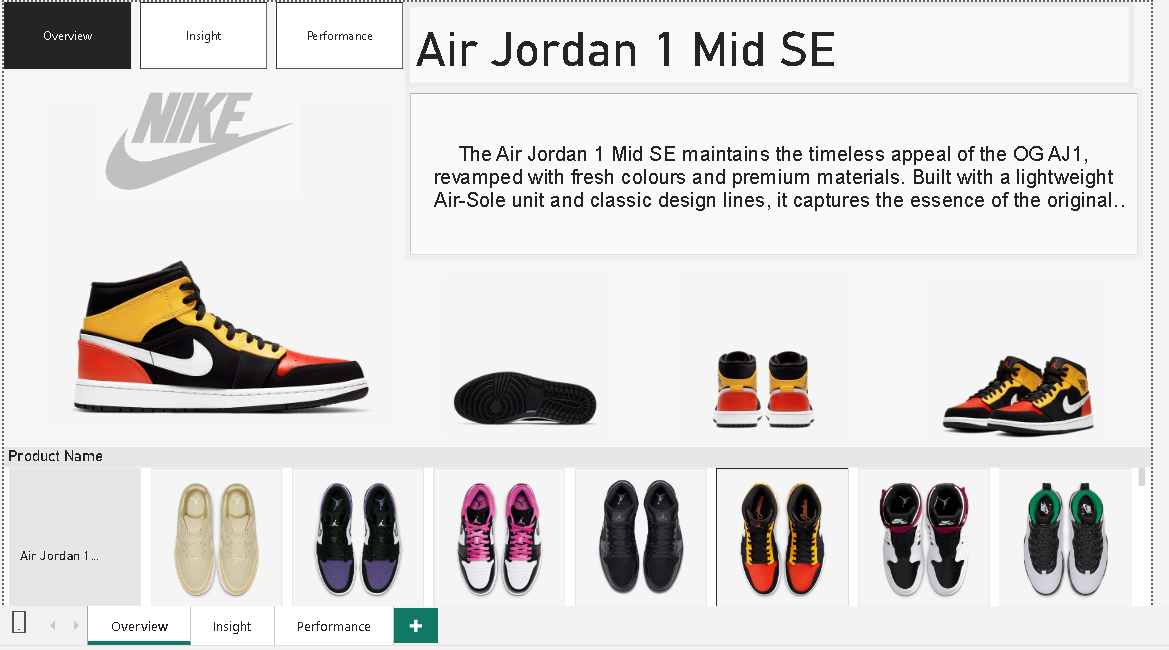 Overview
Insight
Performance
Air Jordan 1 Mid SE
NIKE
The Air Jordan 1 Mid SE maintains the timeless appeal of the OG AJ1,
revamped with fresh colours and premium materials. Built with a lightweight
Air-Sole unit and classic design lines, it captures the essence of the original..
Product Name
Air Jordan 1...
Overview
Insight
Performance